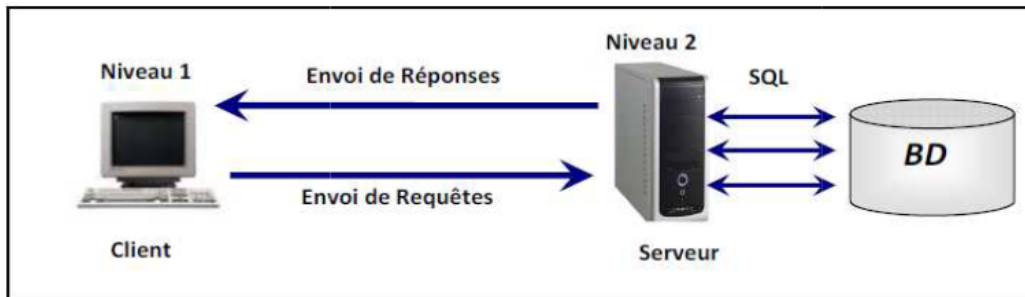 Niveau 1
Envoi de Réponses
Niveau 2
SQL
BD
Envoi de Requêtes
Client
Serveur